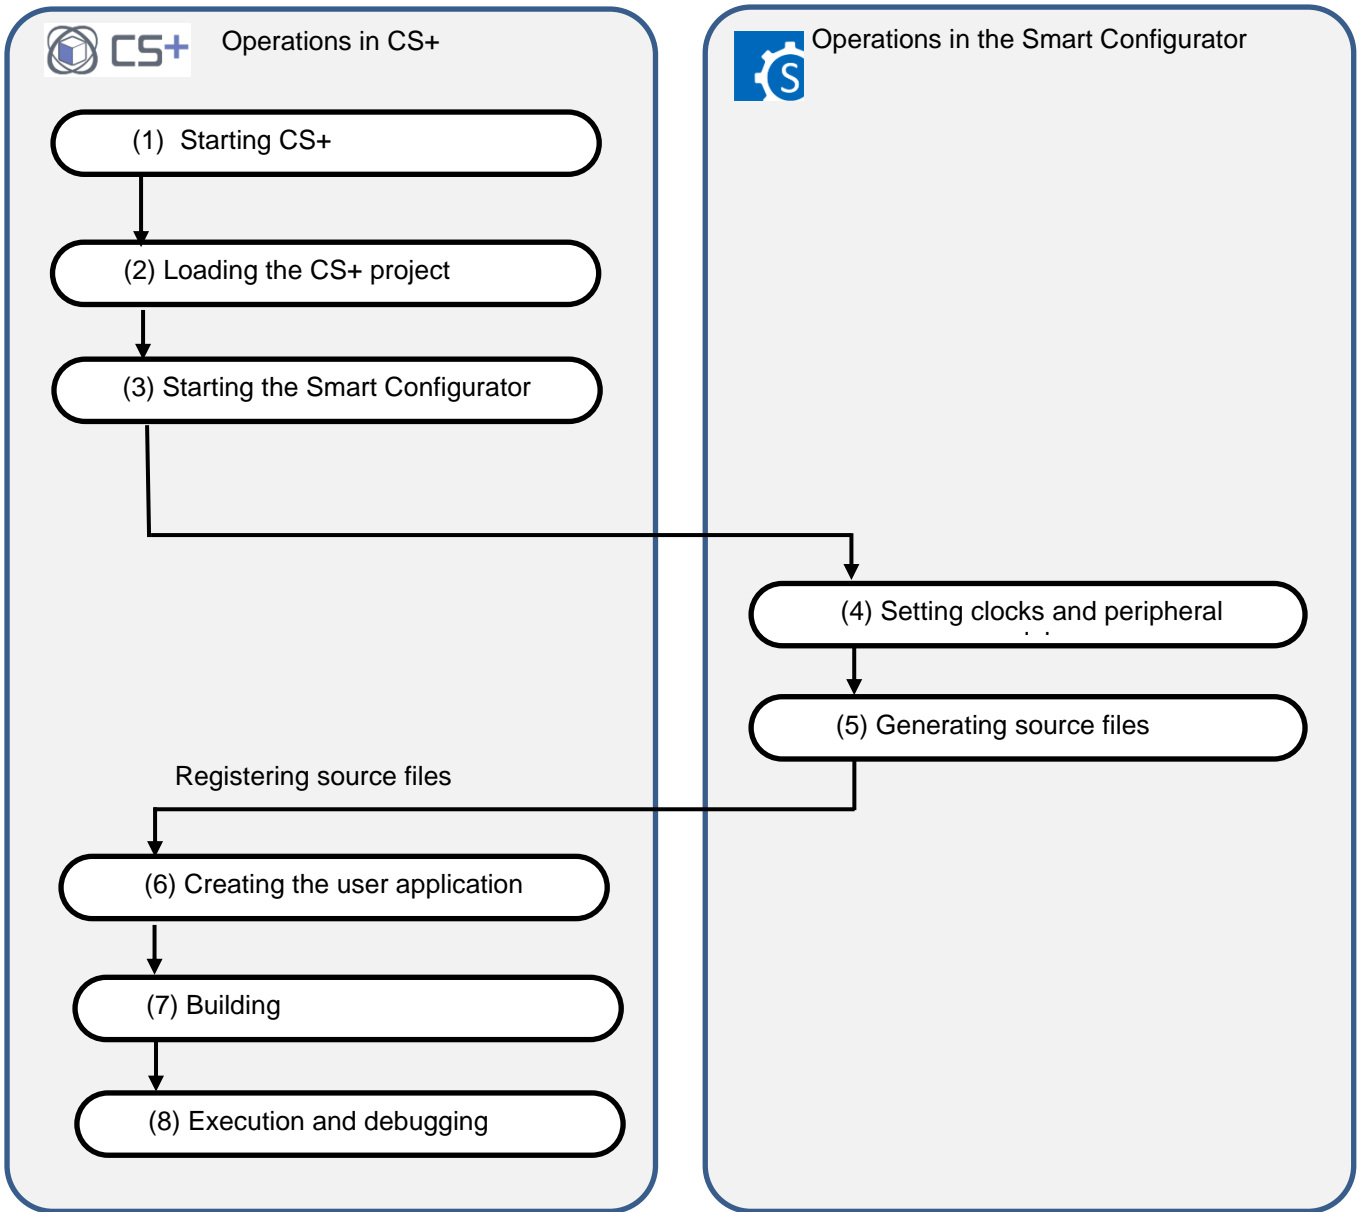 CS+
Operations in CS+
(1) Starting CS+
(2) Loading the CS+ project
(3) Starting the Smart Configurator
S
Operations in the Smart Configurator
(4) Setting clocks and peripheral
(5) Generating source files
Registering source files
(6) Creating the user application
(7) Building
(8) Execution and debugging